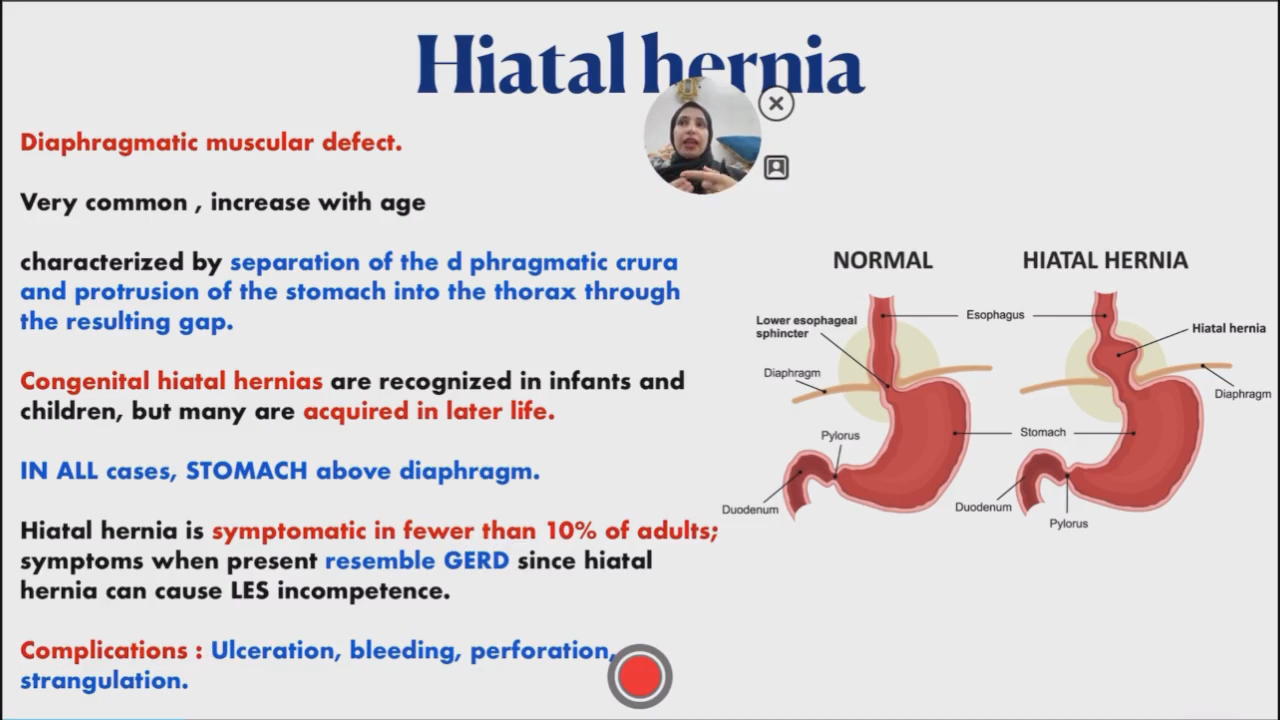 Hiatal hernia
Diaphragmatic muscular defect.
Very common , increase with age
characterized by separation of the d phragmatic crura
and protrusion of the stomach into the thorax through
the resulting gap.
Congenital hiatal hernias are recognized in infants and
children, but many are acquired in later life.
IN ALL cases, STOMACH above diaphragm.
Hiatal hernia is symptomatic in fewer than 10% of adults;
symptoms when present resemble GERD since hiatal
hernia can cause LES incompetence.
Complications : Ulceration, bleeding, perforation,
strangulation.
NORMAL
Lower esophageal
sphincter
Diaphragm
Pylorus
Duodenum
Esophagus
Stomach
HIATAL HERNIA
Hiatal hernia
Diaphragm
Duodenum
Pylorus